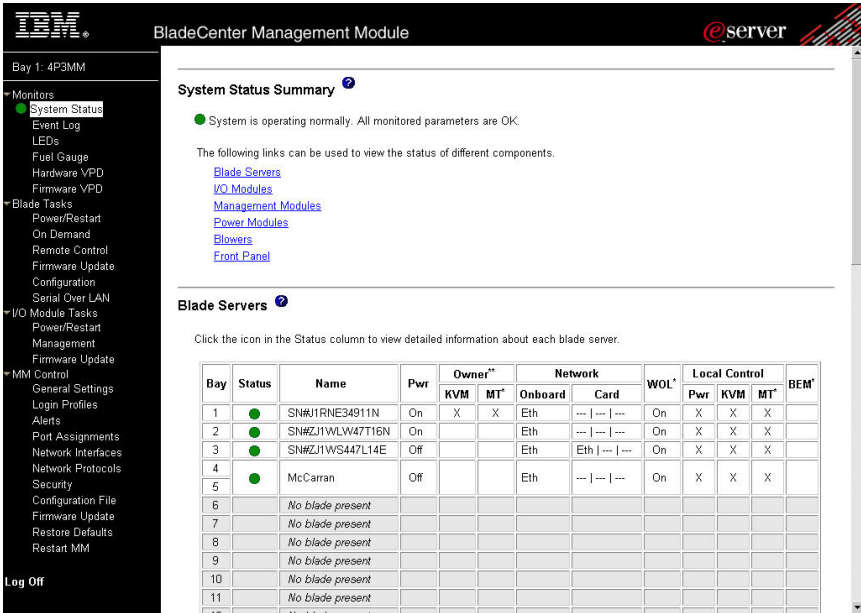 IBM®
BladeCenter Management Module
eserver
Bay 1: 4P3MM
Monitors
System Status
Event Log
LEDs
Fuel Gauge
Hardware VPD
Firmware VPD
Blade Tasks
Power/Restart
On Demand
Remote Control
Firmware Update
Configuration
Serial Over LAN
I/O Module Tasks
Power/Restart
Management
Firmware Update
MM Control
General Settings
Login Profiles
Alerts
Port Assignments
Network Interfaces
Network Protocols
Security
Configuration File
Firmware Update
Restore Defaults
Restart MM
Log Off
System Status Summary ?
System is operating normally. All monitored parameters are OK.
The following links can be used to view the status of different components.
Blade Servers
I/O Modules
Management Modules
Power Modules
Blowers
Front Panel
Blade Servers ?
Click the icon in the Status column to view detailed information about each blade server.
Bay Status Name Pwr Owner** Network WOL* Local Control BEM*
KVM MT* Onboard Card Pwr KVM MT*
1 SN#J1RNE34911N On X X Eth --- | --- | --- On X X X
2 SN#ZJ1WLW47T16N On Eth --- | --- | --- On X X X
3 SN#ZJ1WS447L14E Off Eth Eth | --- | --- On X X X
4
5 McCarran Off Eth --- | --- | --- On X X X
6 No blade present
7 No blade present
8 No blade present
9 No blade present
10 No blade present
11 No blade present